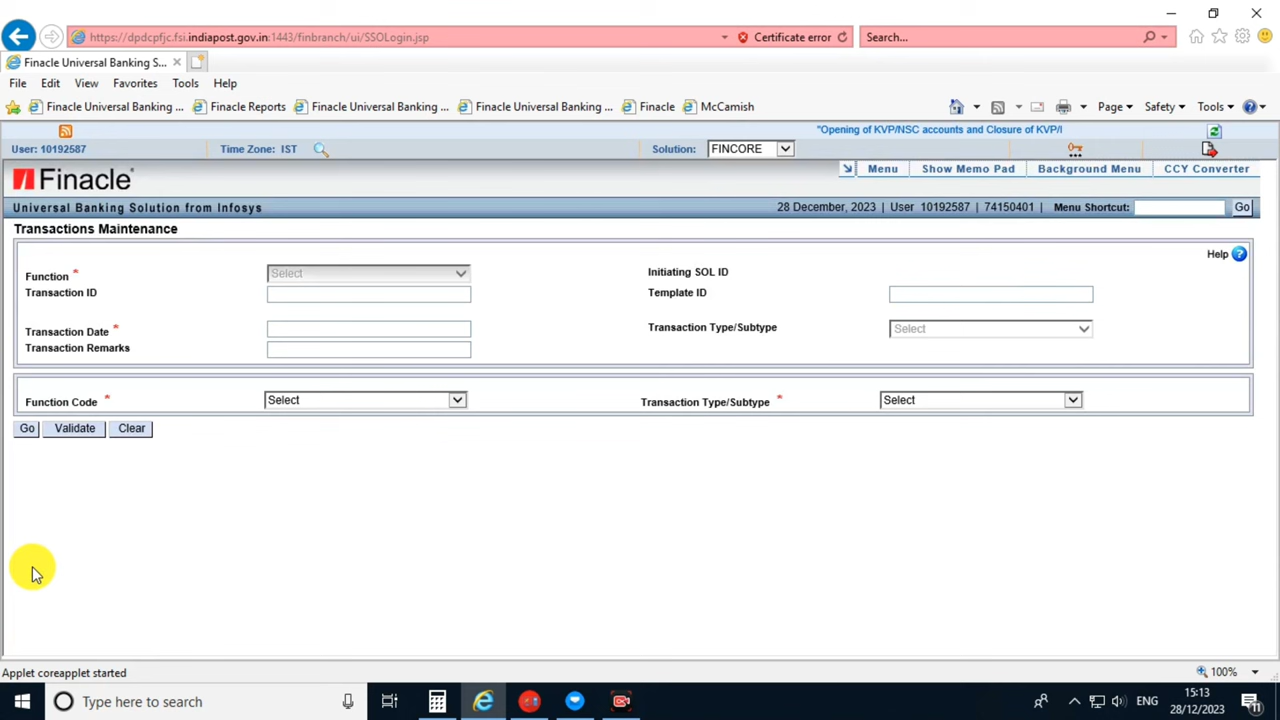 https://dpdcpfjc.fsi.indiapost.gov.in:1443/finbranch/ui/SSOLogin.jsp
Certificate error
Search...
Finacle Universal Banking S...
File Edit View Favorites Tools Help
Finacle Universal Banking ... Finacle Reports Finacle Universal Banking ... Finacle Universal Banking ... Finacle McCamish
Page Safety Tools
"Opening of KVP/NSC accounts and Closure of KVP/I
User: 10192587 Time Zone: IST Solution: FINCORE
Finacle
Menu Show Memo Pad Background Menu CCY Converter
Universal Banking Solution from Infosys
28 December, 2023 | User 10192587 | 74150401 | Menu Shortcut: Go
Transactions Maintenance
Help ?
Function * Select Initiating SOL ID
Transaction ID Template ID
Transaction Date * Transaction Type/Subtype Select
Transaction Remarks
Function Code * Select Transaction Type/Subtype * Select
Go Validate Clear
Applet coreapplet started
100%
Type here to search
ENG
15:13
28/12/2023
11